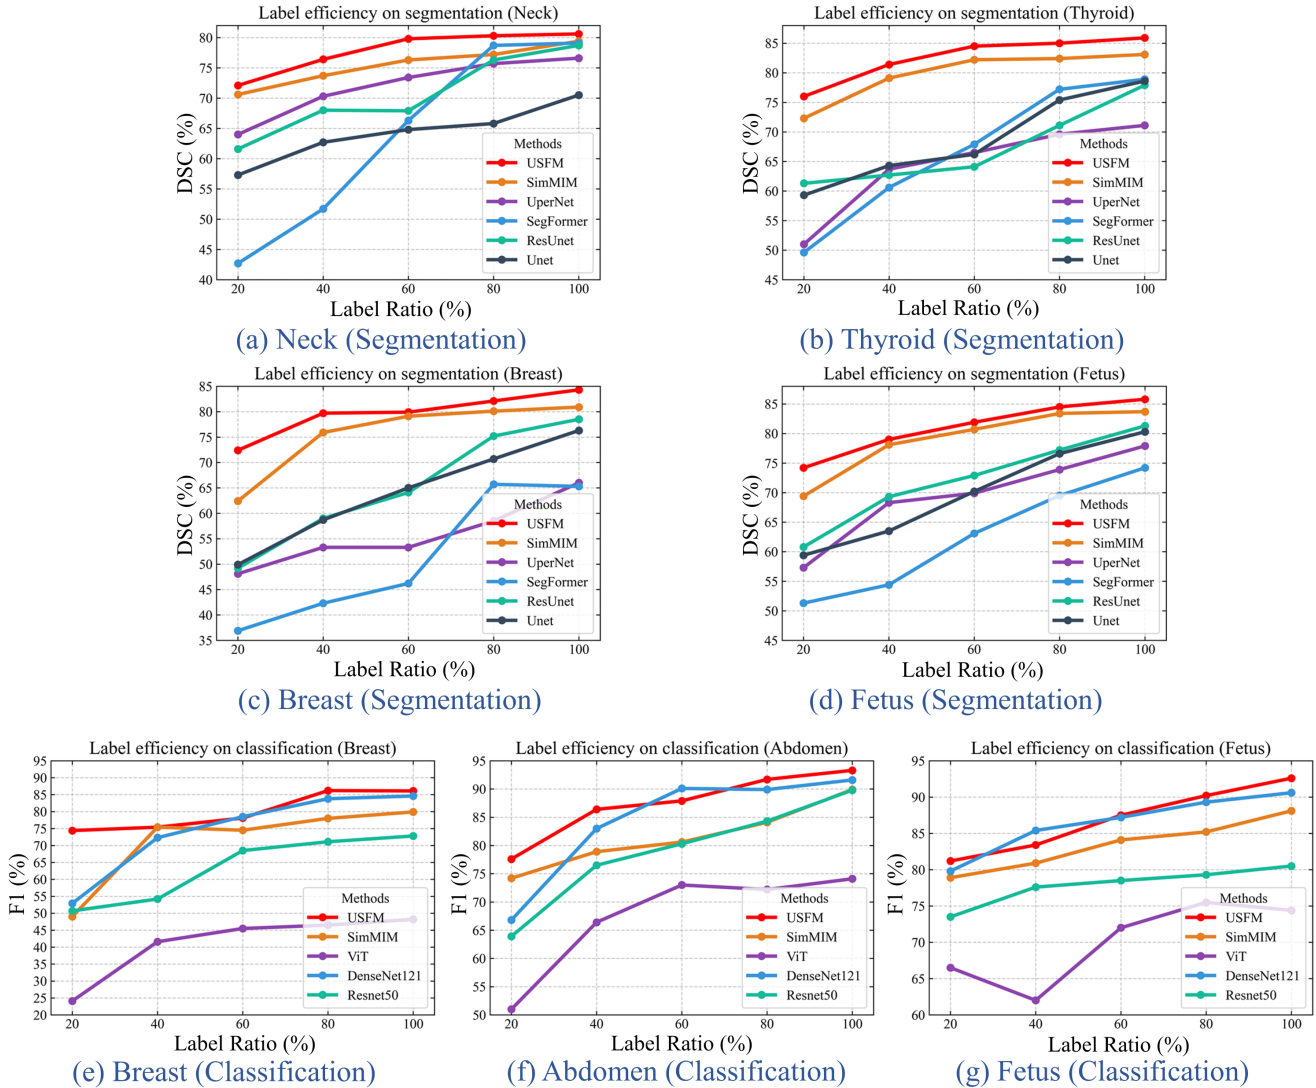 Label efficiency on segmentation (Neck)
DSC (%)
80
75
70
65
60
55
50
45
40
20
40
60
80
100
Methods
USFM
SimMIM
UperNet
SegFormer
ResUnet
Unet
Label Ratio (%)
(a) Neck (Segmentation)
Label efficiency on segmentation (Thyroid)
DSC (%)
85
80
75
70
65
60
55
50
45
20
40
60
80
100
Methods
USFM
SimMIM
UperNet
SegFormer
ResUnet
Unet
Label Ratio (%)
(b) Thyroid (Segmentation)
Label efficiency on segmentation (Breast)
DSC (%)
85
80
75
70
65
60
55
50
45
40
35
20
40
60
80
100
Methods
USFM
SimMIM
UperNet
SegFormer
ResUnet
Unet
Label Ratio (%)
(c) Breast (Segmentation)
Label efficiency on segmentation (Fetus)
DSC (%)
85
80
75
70
65
60
55
50
45
20
40
60
80
100
Methods
USFM
SimMIM
UperNet
SegFormer
ResUnet
Unet
Label Ratio (%)
(d) Fetus (Segmentation)
Label efficiency on classification (Breast)
F1 (%)
95
90
85
80
75
70
65
60
55
50
45
40
35
30
25
20
20
40
60
80
100
Methods
USFM
SimMIM
ViT
DenseNet121
Resnet50
Label Ratio (%)
(e) Breast (Classification)
Label efficiency on classification (Abdomen)
F1 (%)
95
90
85
80
75
70
65
60
55
50
20
40
60
80
100
Methods
USFM
SimMIM
ViT
DenseNet121
Resnet50
Label Ratio (%)
(f) Abdomen (Classification)
Label efficiency on classification (Fetus)
F1 (%)
95
90
85
80
75
70
65
60
20
40
60
80
100
Methods
USFM
SimMIM
ViT
DenseNet121
Resnet50
Label Ratio (%)
(g) Fetus (Classification)